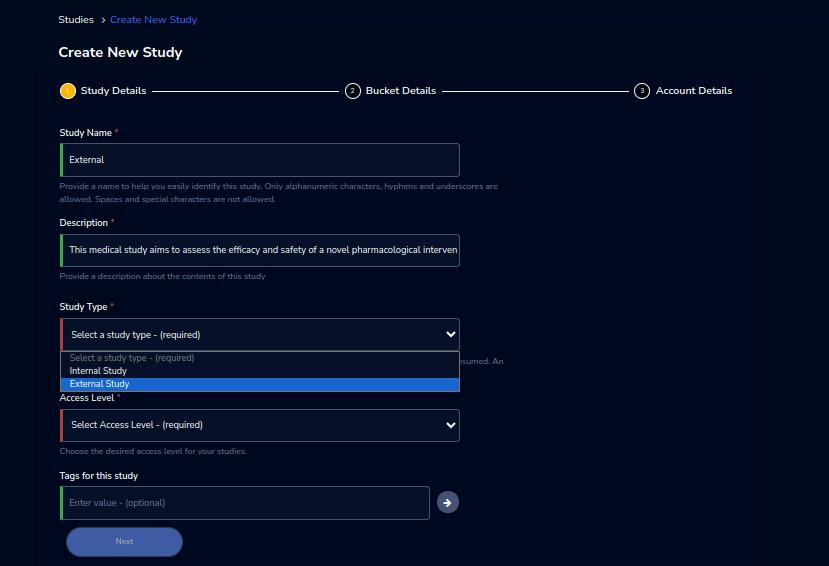 Studies > Create New Study
Create New Study
1 Study Details 2 Bucket Details 3 Account Details
Study Name *
External
Provide a name to help you easily identify this study. Only alphanumeric characters, hyphens and underscores are
allowed. Spaces and special characters are not allowed.
Description *
This medical study aims to assess the efficacy and safety of a novel pharmacological interven
Provide a description about the contents of this study
Study Type *
Select a study type - (required)
Select a study type - (required)
nsumed. An
Internal Study
External Study
Access Level *
Select Access Level - (required)
Choose the desired access level for your studies.
Tags for this study
Enter value - (optional)
Next